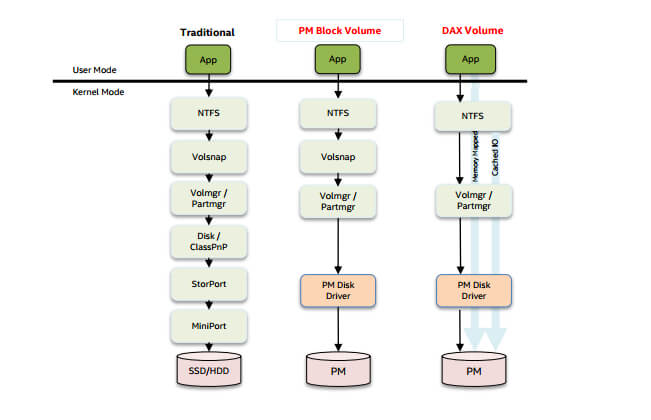 Traditional
PM Block Volume
DAX Volume
App
App
App
User Mode
Kernel Mode
NTFS
NTFS
NTFS
Memory Mapped
Cached IO
Volsnap
Volsnap
Volmgr /
Partmgr
Volmgr /
Partmgr
Volmgr /
Partmgr
Disk /
ClassPnP
StorPort
PM Disk
Driver
PM Disk
Driver
MiniPort
SSD/HDD
PM
PM